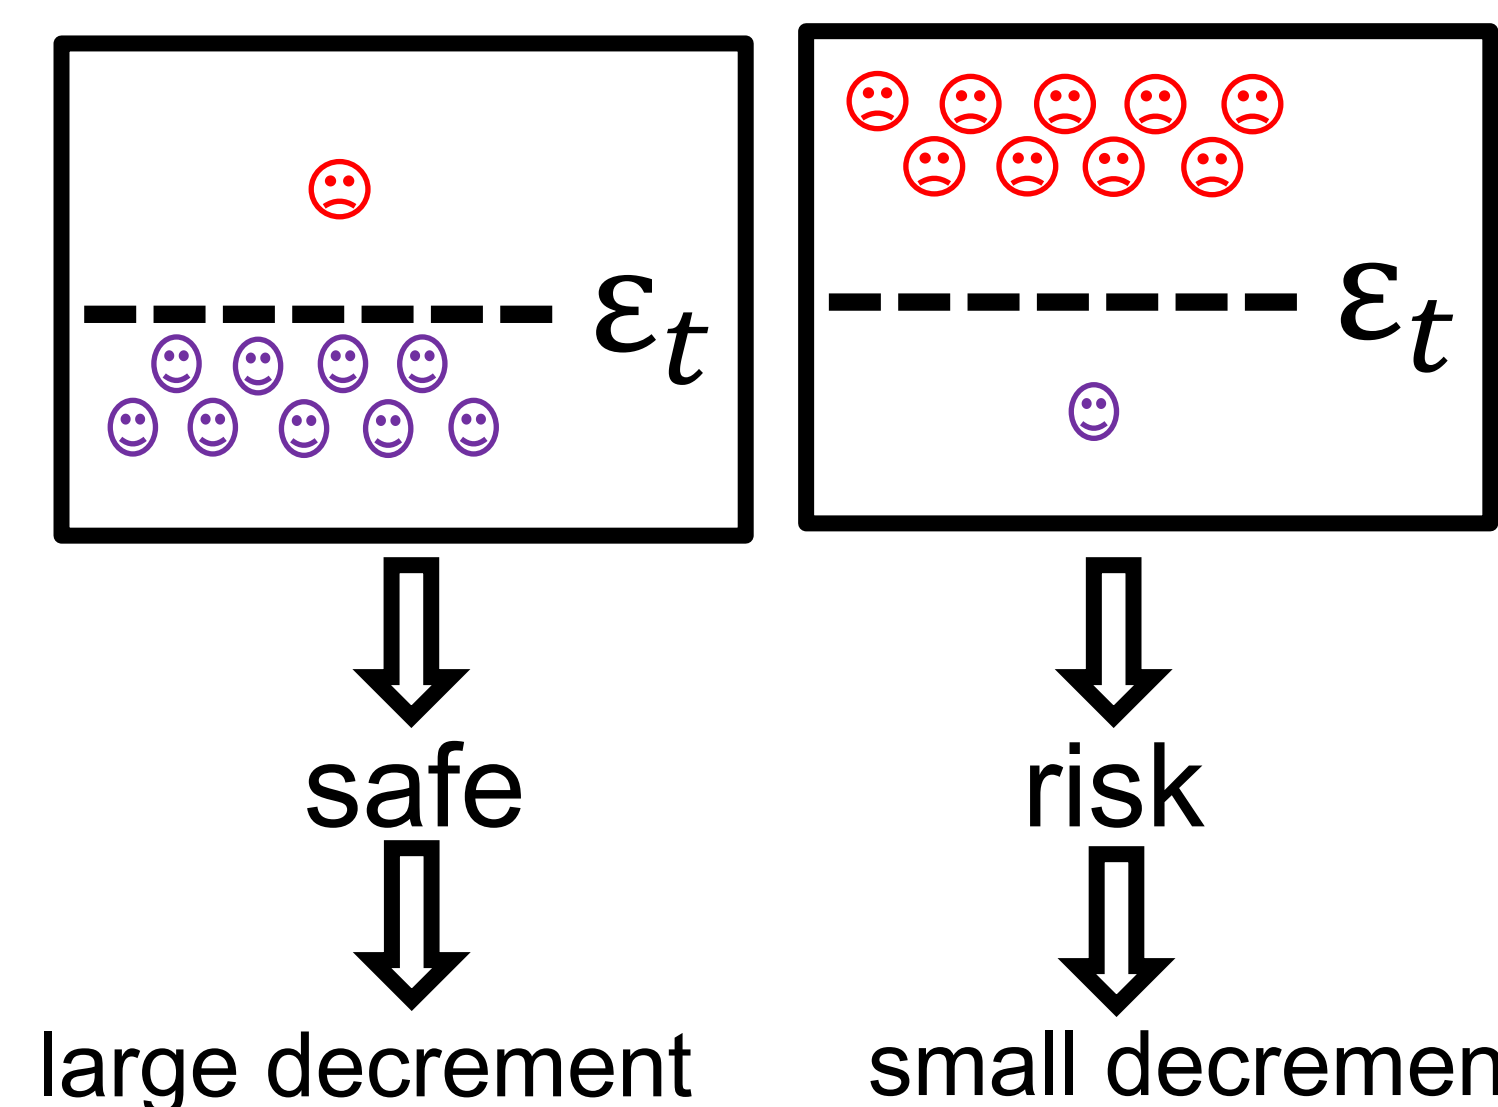 εt εt
safe risk
large decrement small decremen